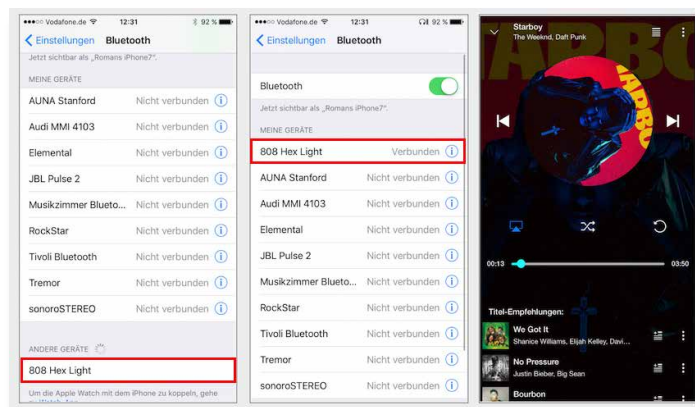 Vodafone.de 12:31 92 %
Einstellungen Bluetooth
Jetzt sichtbar als „Romans iPhone7“.
MEINE GERÄTE
AUNA Stanford Nicht verbunden
Audi MMI 4103 Nicht verbunden
Elemental Nicht verbunden
JBL Pulse 2 Nicht verbunden
Musikzimmer Blueto... Nicht verbunden
RockStar Nicht verbunden
Tivoli Bluetooth Nicht verbunden
Tremor Nicht verbunden
sonoroSTEREO Nicht verbunden
ANDERE GERÄTE
808 Hex Light
Um die Apple Watch mit dem iPhone zu koppeln, gehe
Vodafone.de 12:31 92 %
Einstellungen Bluetooth
Bluetooth
Jetzt sichtbar als „Romans iPhone7“.
MEINE GERÄTE
808 Hex Light Verbunden
AUNA Stanford Nicht verbunden
Audi MMI 4103 Nicht verbunden
Elemental Nicht verbunden
JBL Pulse 2 Nicht verbunden
Musikzimmer Blueto... Nicht verbunden
RockStar Nicht verbunden
Tivoli Bluetooth Nicht verbunden
Tremor Nicht verbunden
sonoroSTEREO Nicht verbunden
Starboy
The Weeknd, Daft Punk
00:13 03:50
Titel-Empfehlungen:
We Got It
Shanice Williams, Elijah Kelley, Davi...
No Pressure
Justin Bieber, Big Sean
Bourbon